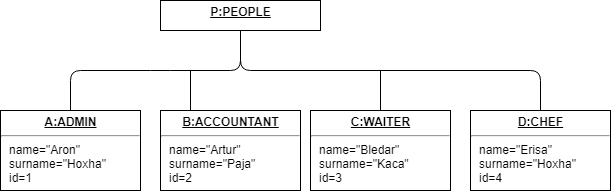 P:PEOPLE
A:ADMIN
name="Aron"
surname="Hoxha"
id=1
B:ACCOUNTANT
name="Artur"
surname="Paja"
id=2
C:WAITER
name="Bledar"
surname="Kaca"
id=3
D:CHEF
name="Erisa"
surname="Hoxha"
id=4